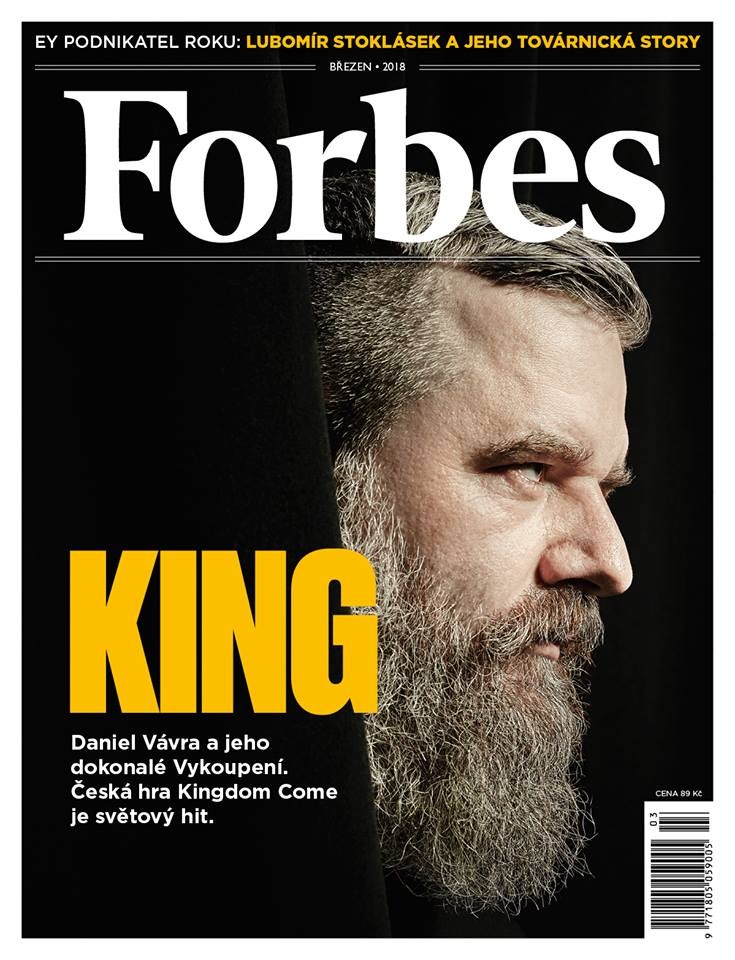 EY PODNIKATEL ROKU: LUBOMÍR STOKLÁSEK A JEHO TOVÁRNICKÁ STORY
BŘEZEN • 2018
Forbes
KING
Daniel Vávra a jeho
dokonalé Vykoupení.
Česká hra Kingdom Come
je světový hit.
CENA 89 Kč
03
9 771805 059005